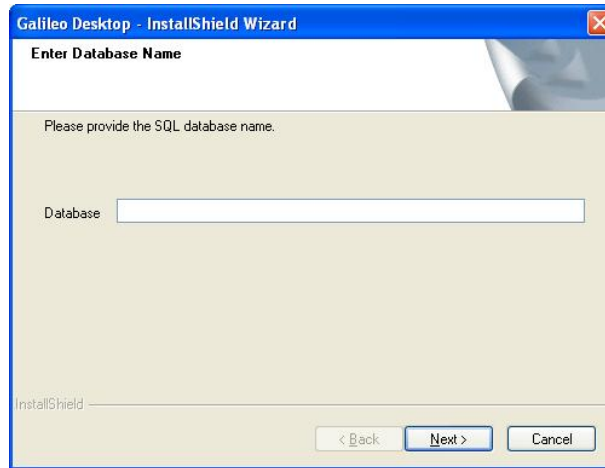 Galileo Desktop - InstallShield Wizard
Enter Database Name
Please provide the SQL database name.
Database
InstallShield
< Back
Next >
Cancel